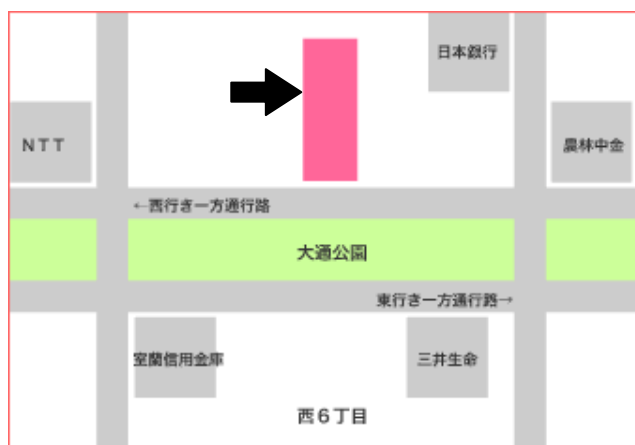 日本銀行
NTT
農林中金
←西行き一方通行路
大通公園
東行き一方通行路→
室蘭信用金庫
三井生命
西6丁目